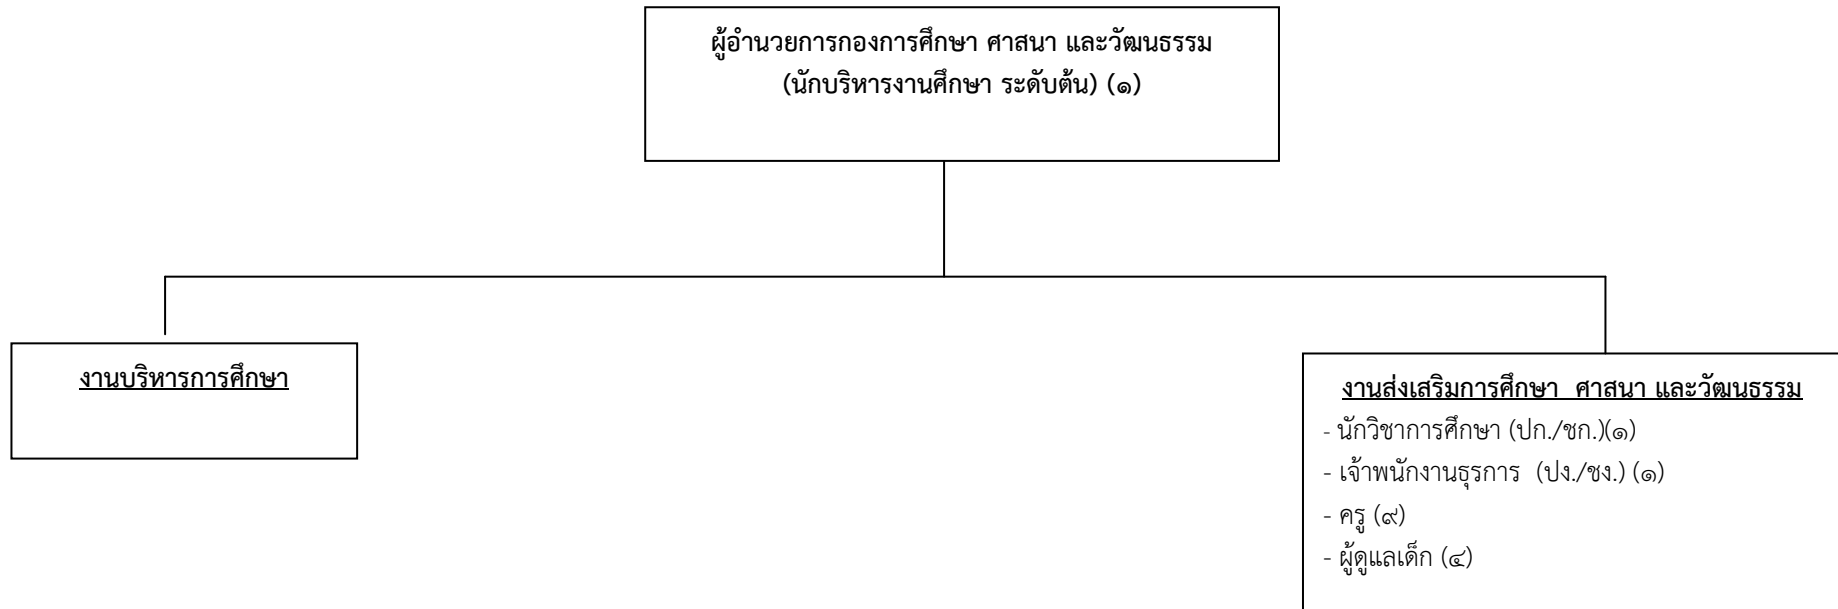 ผู้อำนวยการกองการศึกษา ศาสนา และวัฒนธรรม
(นักบริหารงานศึกษา ระดับต้น) (๑)
งานบริหารการศึกษา
งานส่งเสริมการศึกษา ศาสนา และวัฒนธรรม
- นักวิชาการศึกษา (ปก./ชก.)(๑)
- เจ้าพนักงานธุรการ (ปง./ชง.) (๑)
- ครู (๙)
- ผู้ดูแลเด็ก (๔)